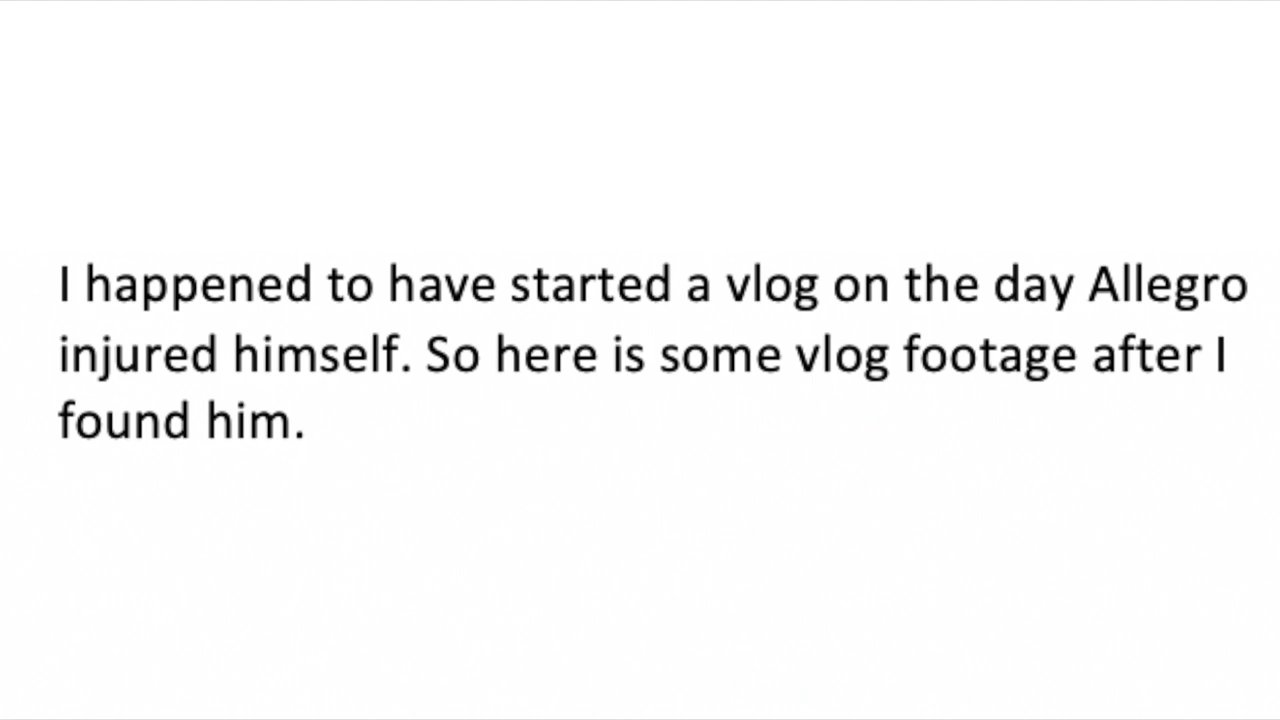 I happened to have started a vlog on the day Allegro
injured himself. So here is some vlog footage after I
found him.